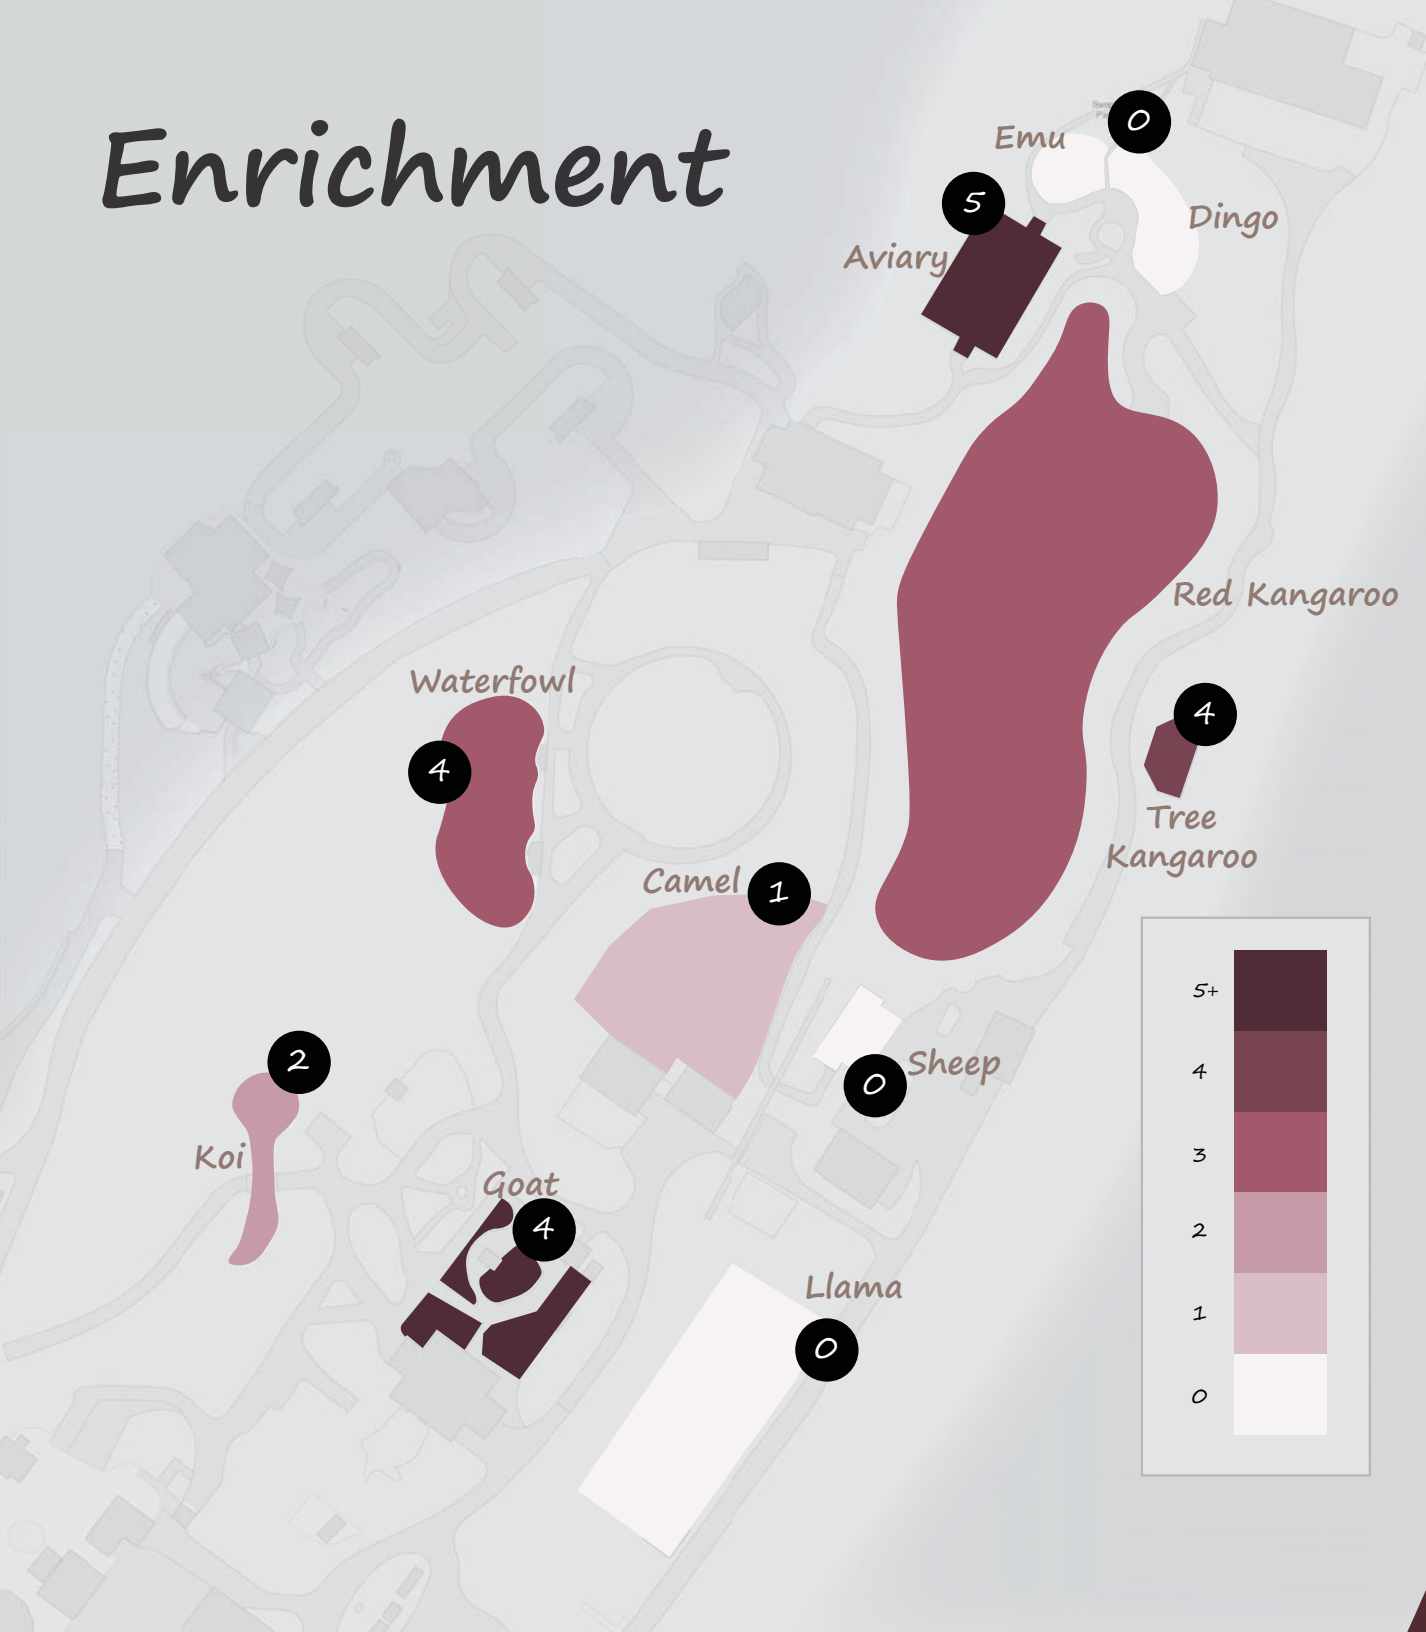 Enrichment
0
Emu
5
Dingo
Aviary
Red Kangaroo
Waterfowl
4
4
Tree
Kangaroo
Camel
1
5+
4
3
2
1
0
2
Sheep
0
Koi
Goat
4
Llama
0